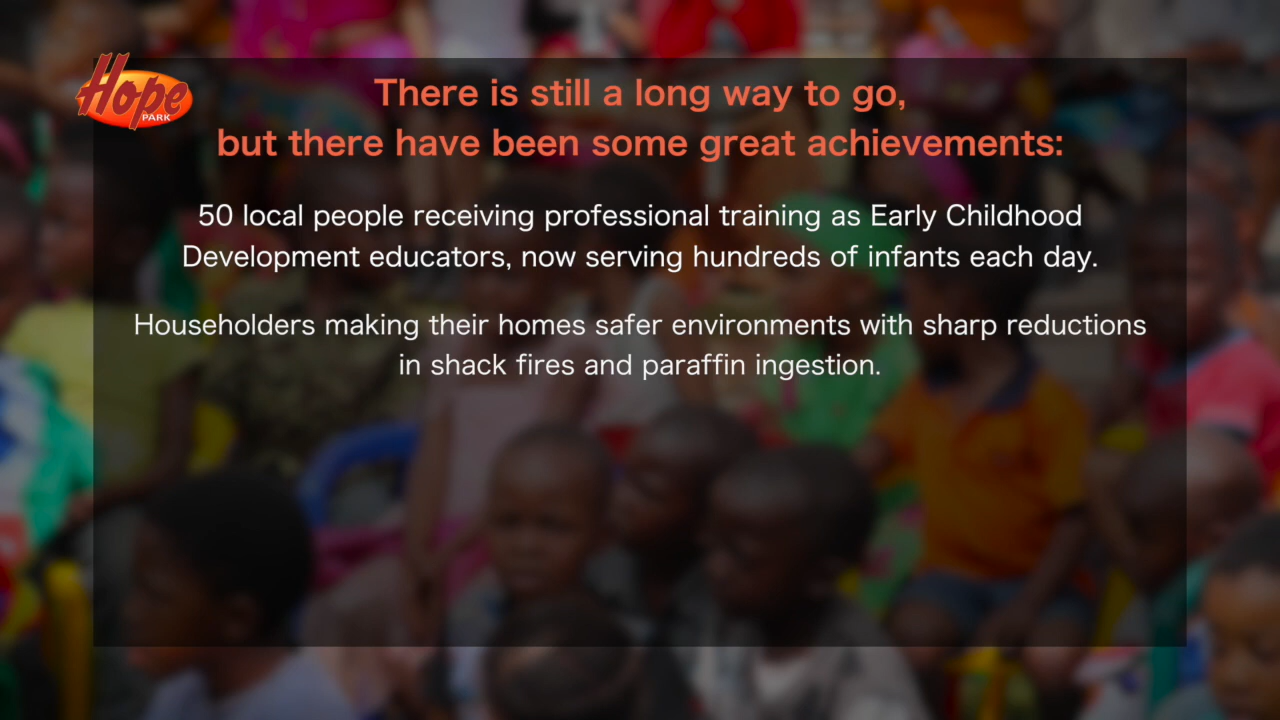 Hope
PARK
There is still a long way to go,
but there have been some great achievements:
50 local people receiving professional training as Early Childhood
Development educators, now serving hundreds of infants each day.
Householders making their homes safer environments with sharp reductions
in shack fires and paraffin ingestion.